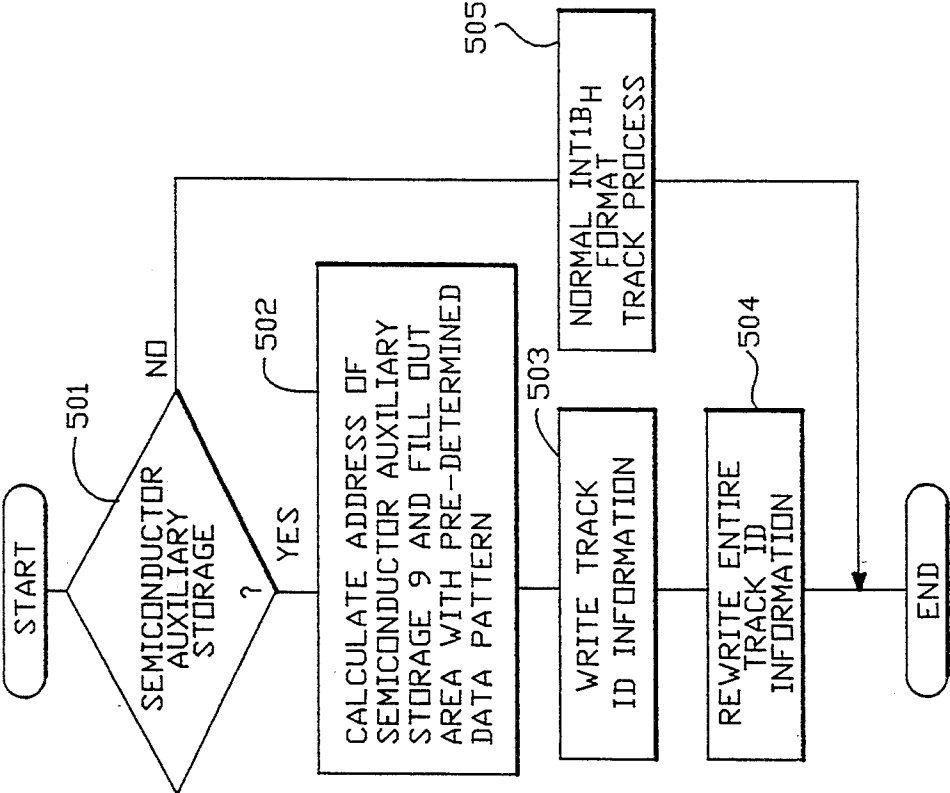 START
501
SEMICONDUCTOR
AUXILIARY
STORAGE
?
NO
YES
502
CALCULATE ADDRESS OF
SEMICONDUCTOR AUXILIARY
STORAGE 9 AND FILL OUT
AREA WITH PRE-DETERMINED
DATA PATTERN
503
WRITE TRACK
ID INFORMATION
504
REWRITE ENTIRE
TRACK ID
INFORMATION
505
NORMAL INT1BH
FORMAT
TRACK PROCESS
END